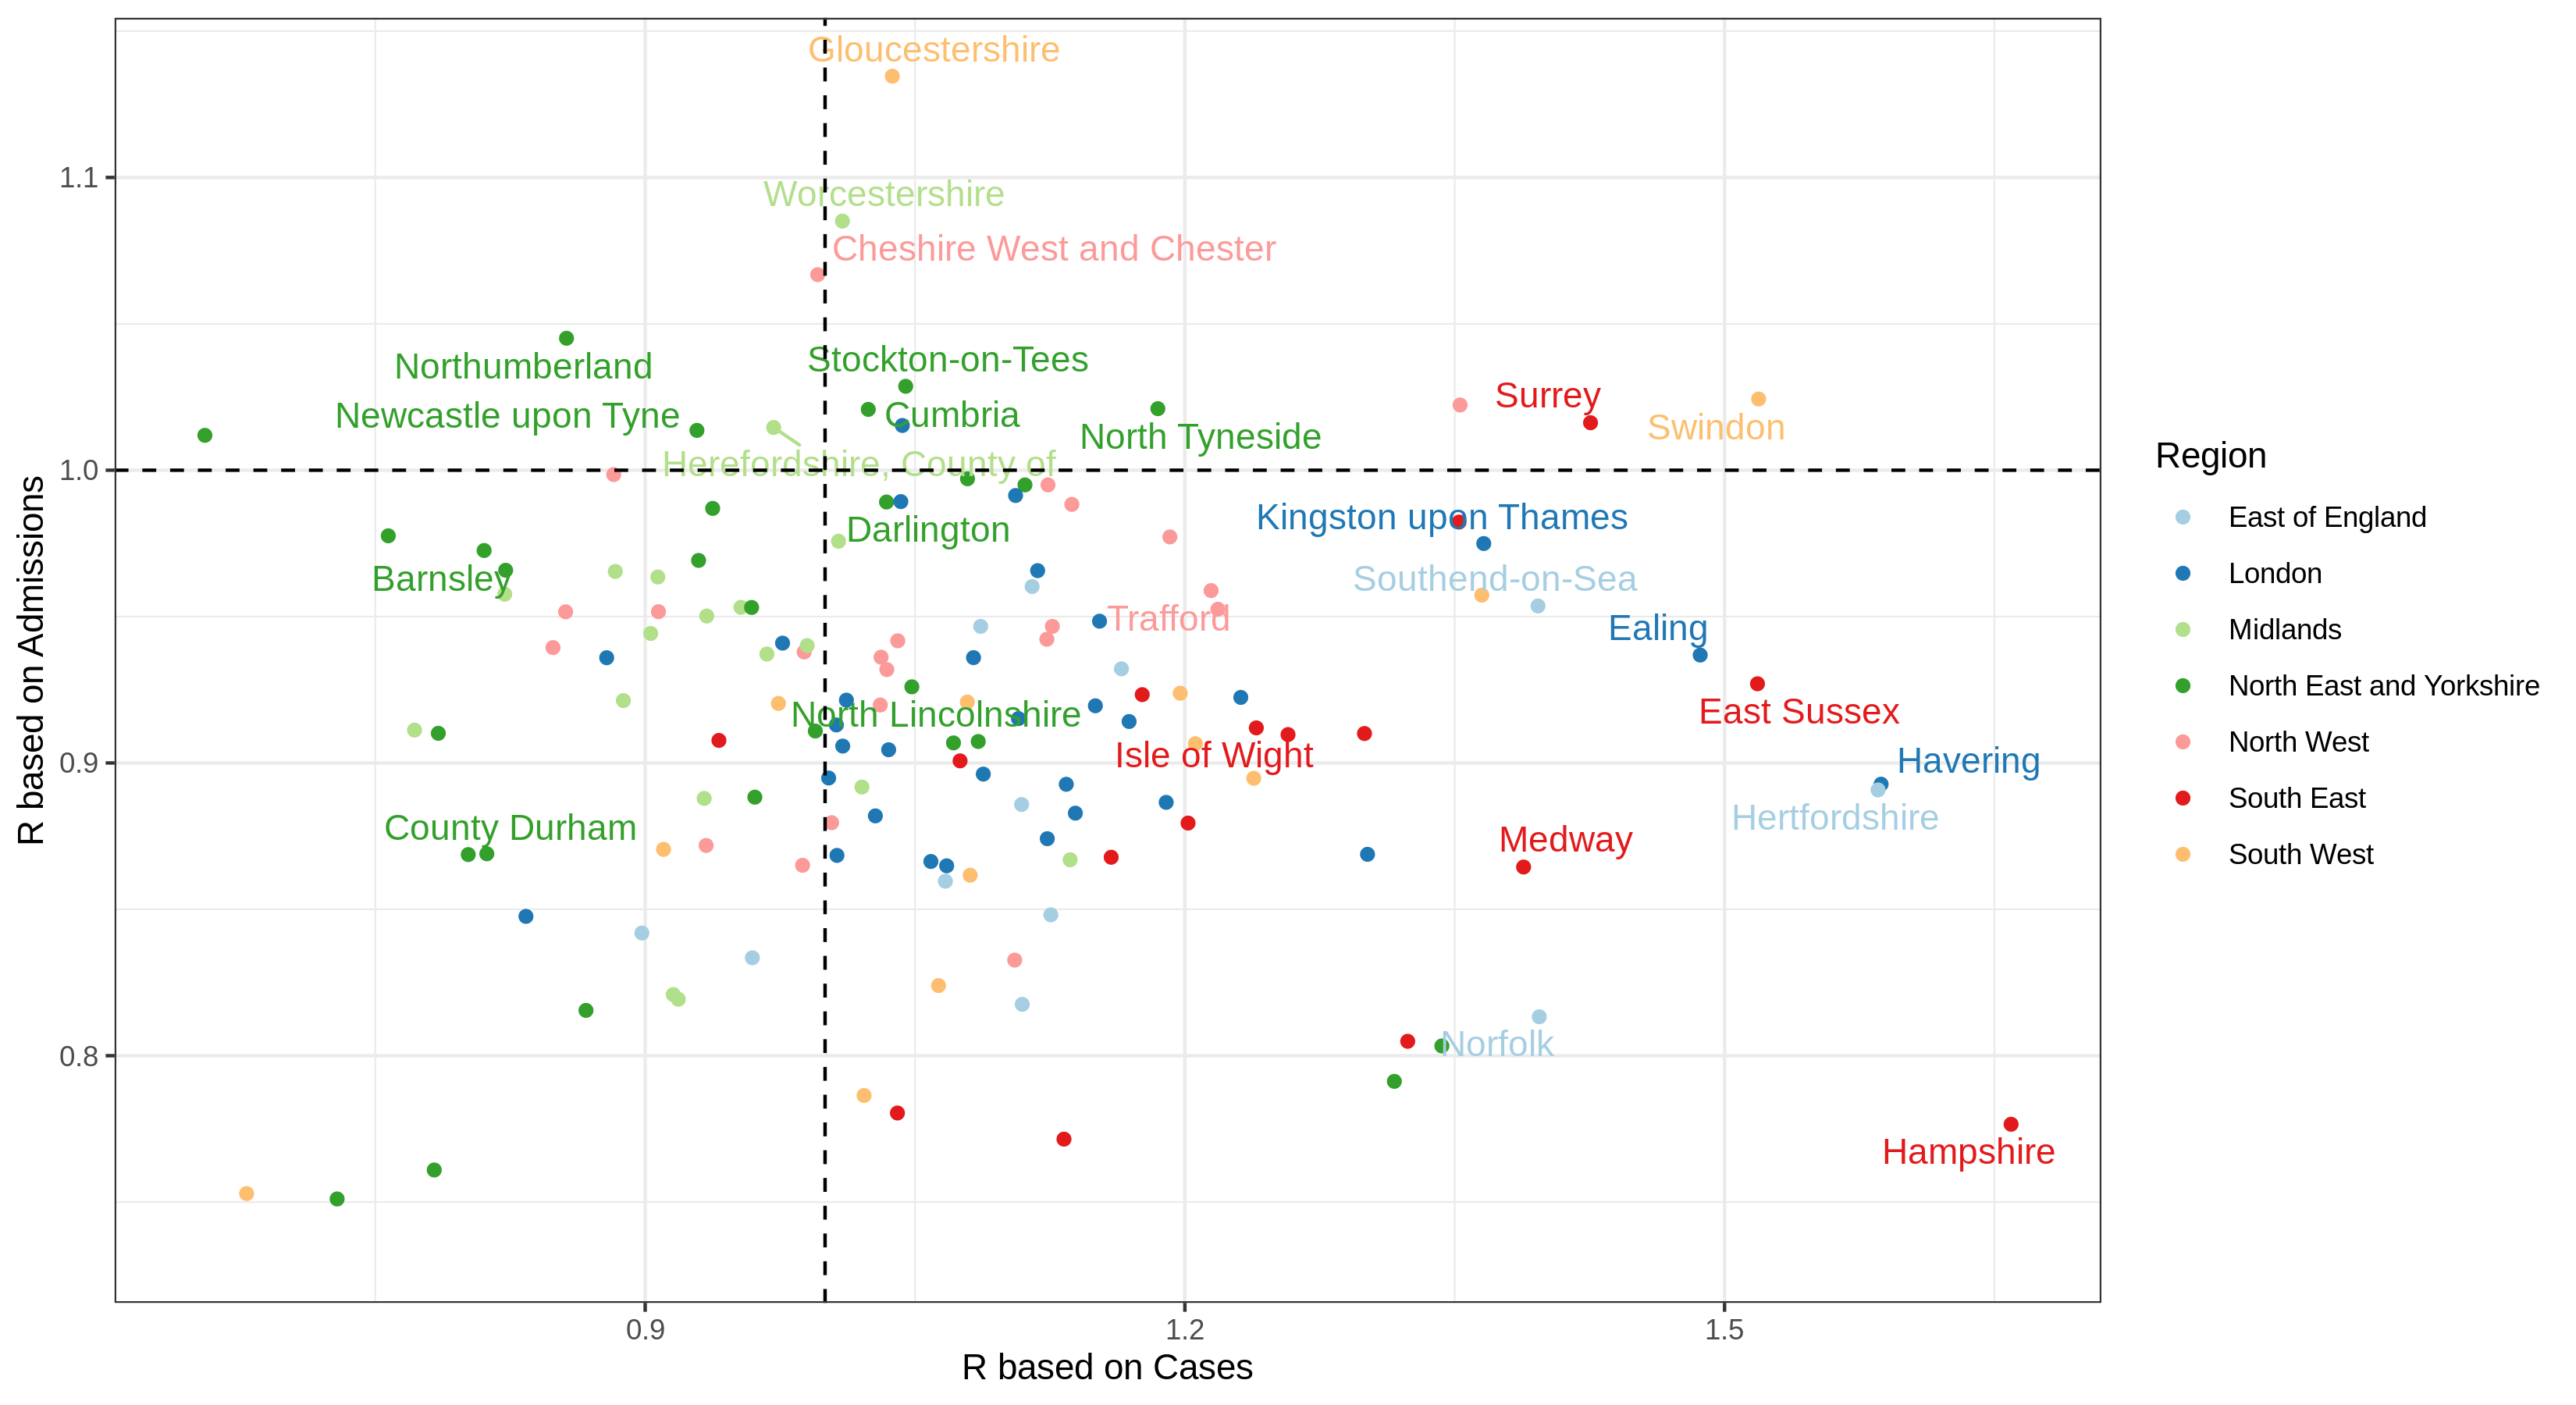 Gloucestershire
1.1
Worcestershire
Cheshire West and Chester
Northumberland
Stockton-on-Tees
Surrey
Newcastle upon Tyne
Cumbria
Swindon
North Tyneside
Herefordshire, County of
1.0
Kingston upon Thames
Darlington
Barnsley
Southend-on-Sea
Trafford
Ealing
North Lincolnshire
East Sussex
Isle of Wight
Havering
0.9
Hertfordshire
County Durham
Medway
Norfolk
0.8
Hampshire
0.9 1.2 1.5
R based on Cases
R based on Admissions
Region
East of England
London
Midlands
North East and Yorkshire
North West
South East
South West